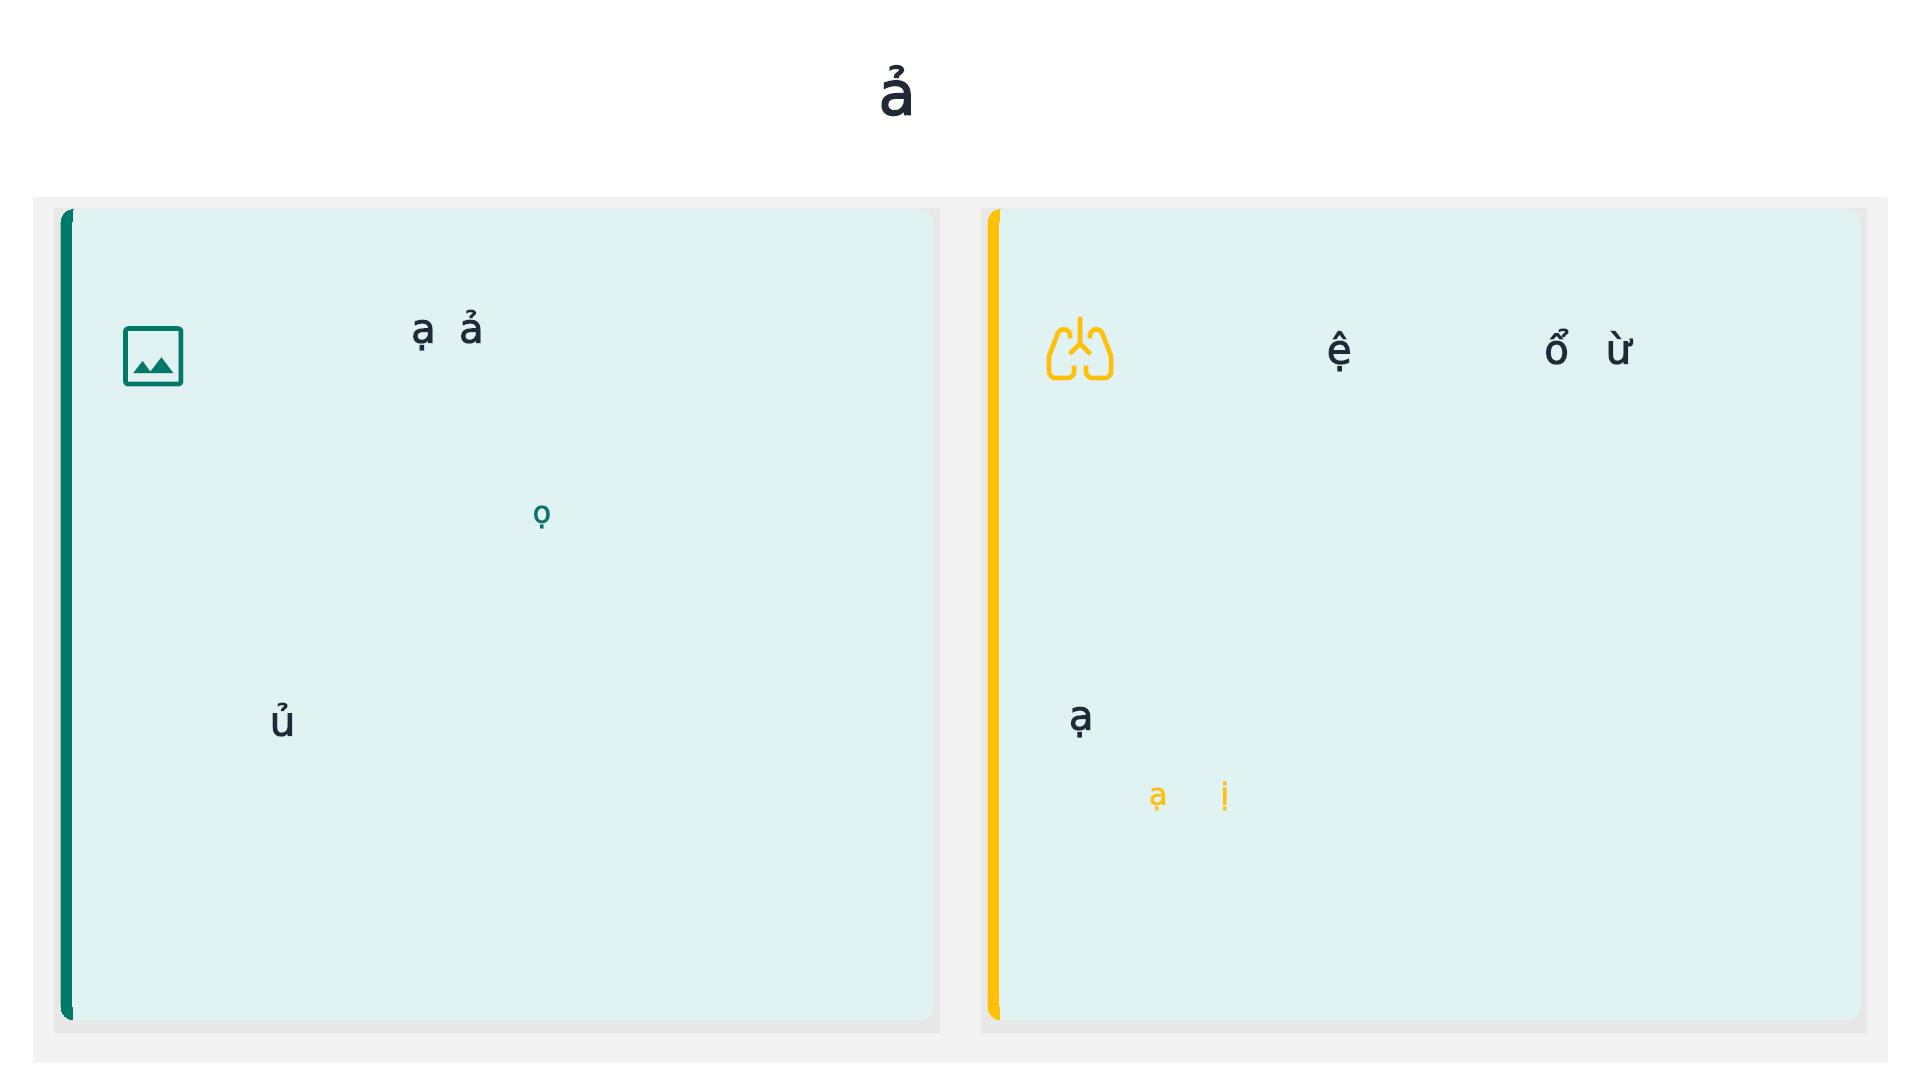 ả
ạ ả
ọ
ủ
ệ ổ ừ
ạ
ạ ị